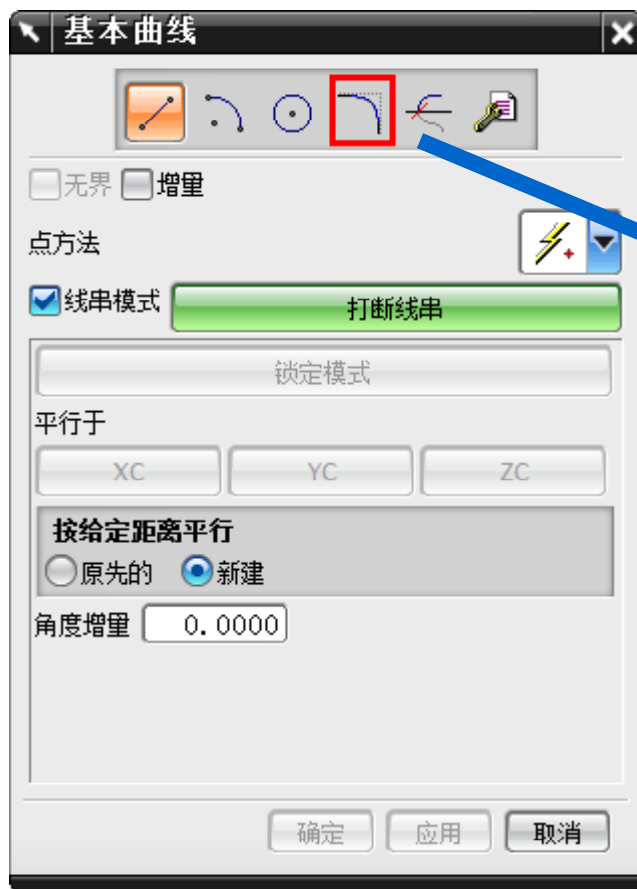 基本曲线
无界 增量
点方法
线串模式 打断线串
锁定模式
平行于
XC YC ZC
按给定距离平行
原先的 新建
角度增量 0.0000
确定 应用 取消